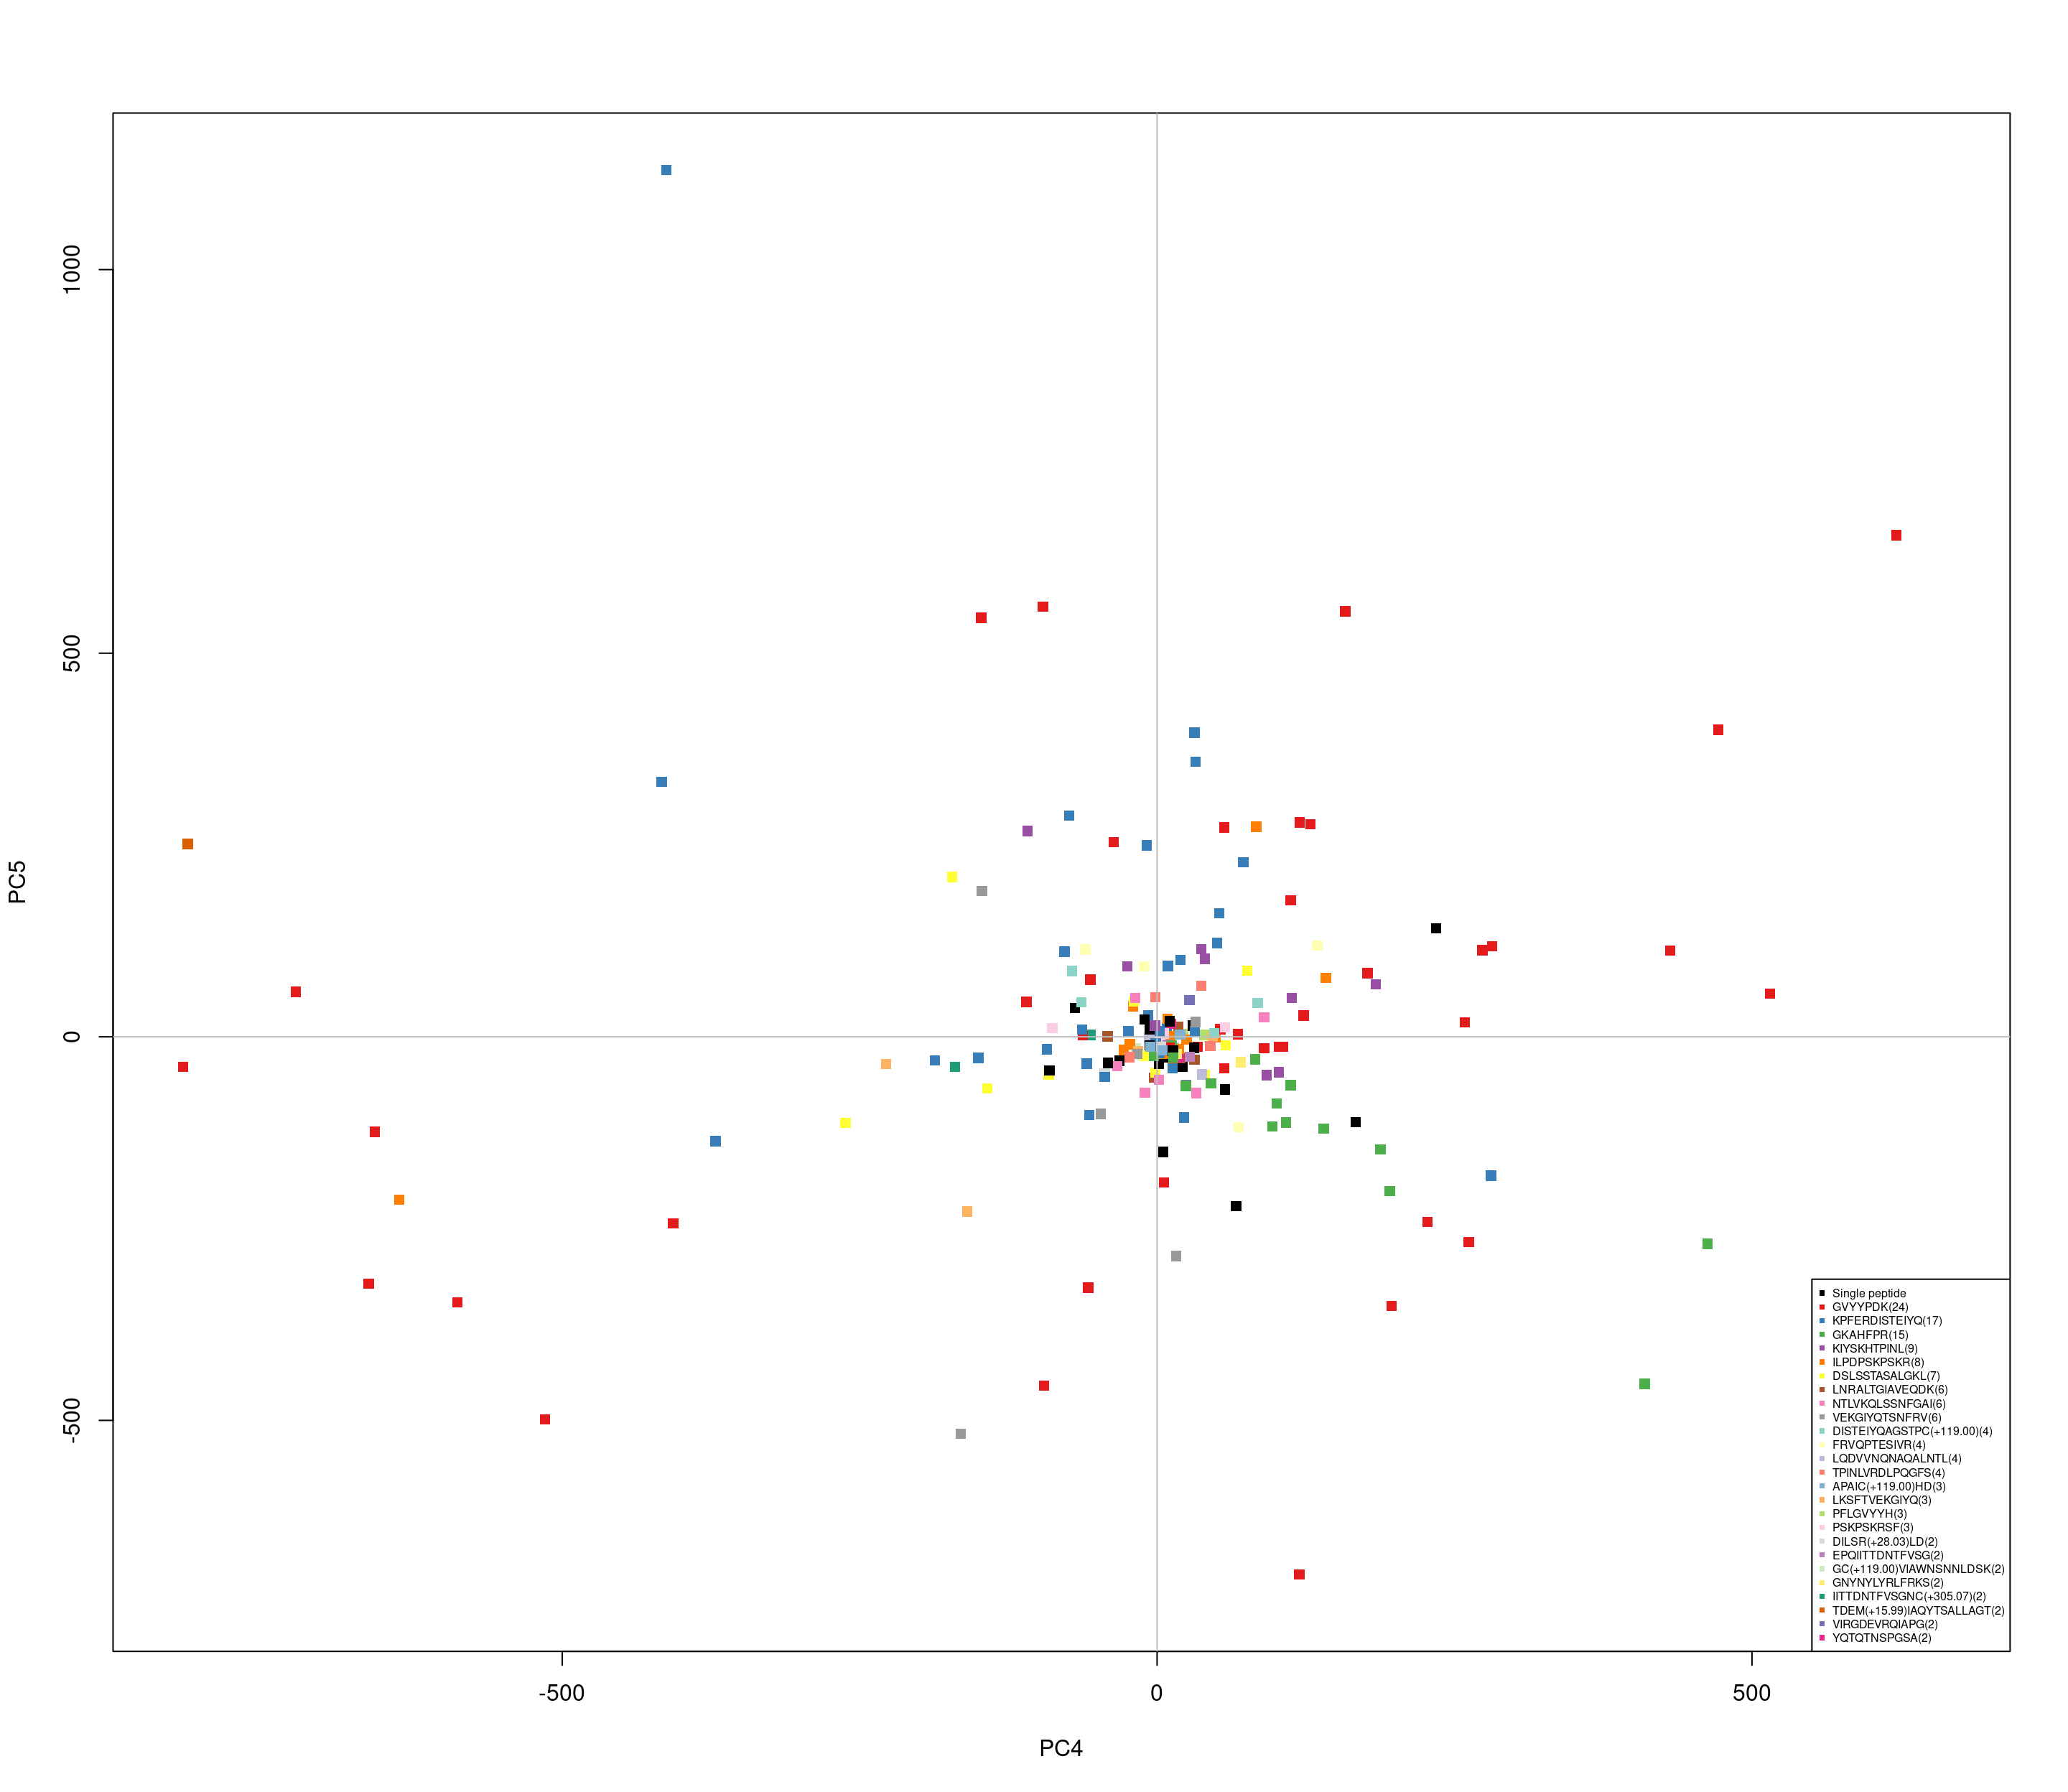 1000
500
0
-500
PC5
-500
0
500
PC4
Single peptide
GVYYPDK(24)
KPFERDISTEIYQ(17)
GKAHFPR(15)
KIYSKHTPINL(9)
ILPDPSKPSKR(8)
DSLSSTASALGKL(7)
LNRALTGIAVEQDK(6)
NTLVKQLSSNFGAI(6)
VEKGIYQTSNFRV(6)
DISTEIYQAGSTPC(+119.00)(4)
FRVQPTESIVR(4)
LQDVVNQNAQALNTL(4)
TPINLVRDLPQGFS(4)
APAIC(+119.00)HD(3)
LKSFTVEKGIYQ(3)
PFLGVYYH(3)
PSKPSKRSF(3)
DILSR(+28.03)LD(2)
EPQIITTDNTFVSG(2)
GC(+119.00)VIAWNSNNLDSK(2)
GNYNYLYRLFRKS(2)
IITTDNTFVSGNC(+305.07)(2)
TDEM(+15.99)IAQYTSALLAGT(2)
VIRGDEVRQIAPG(2)
YQTQTNSPGSA(2)